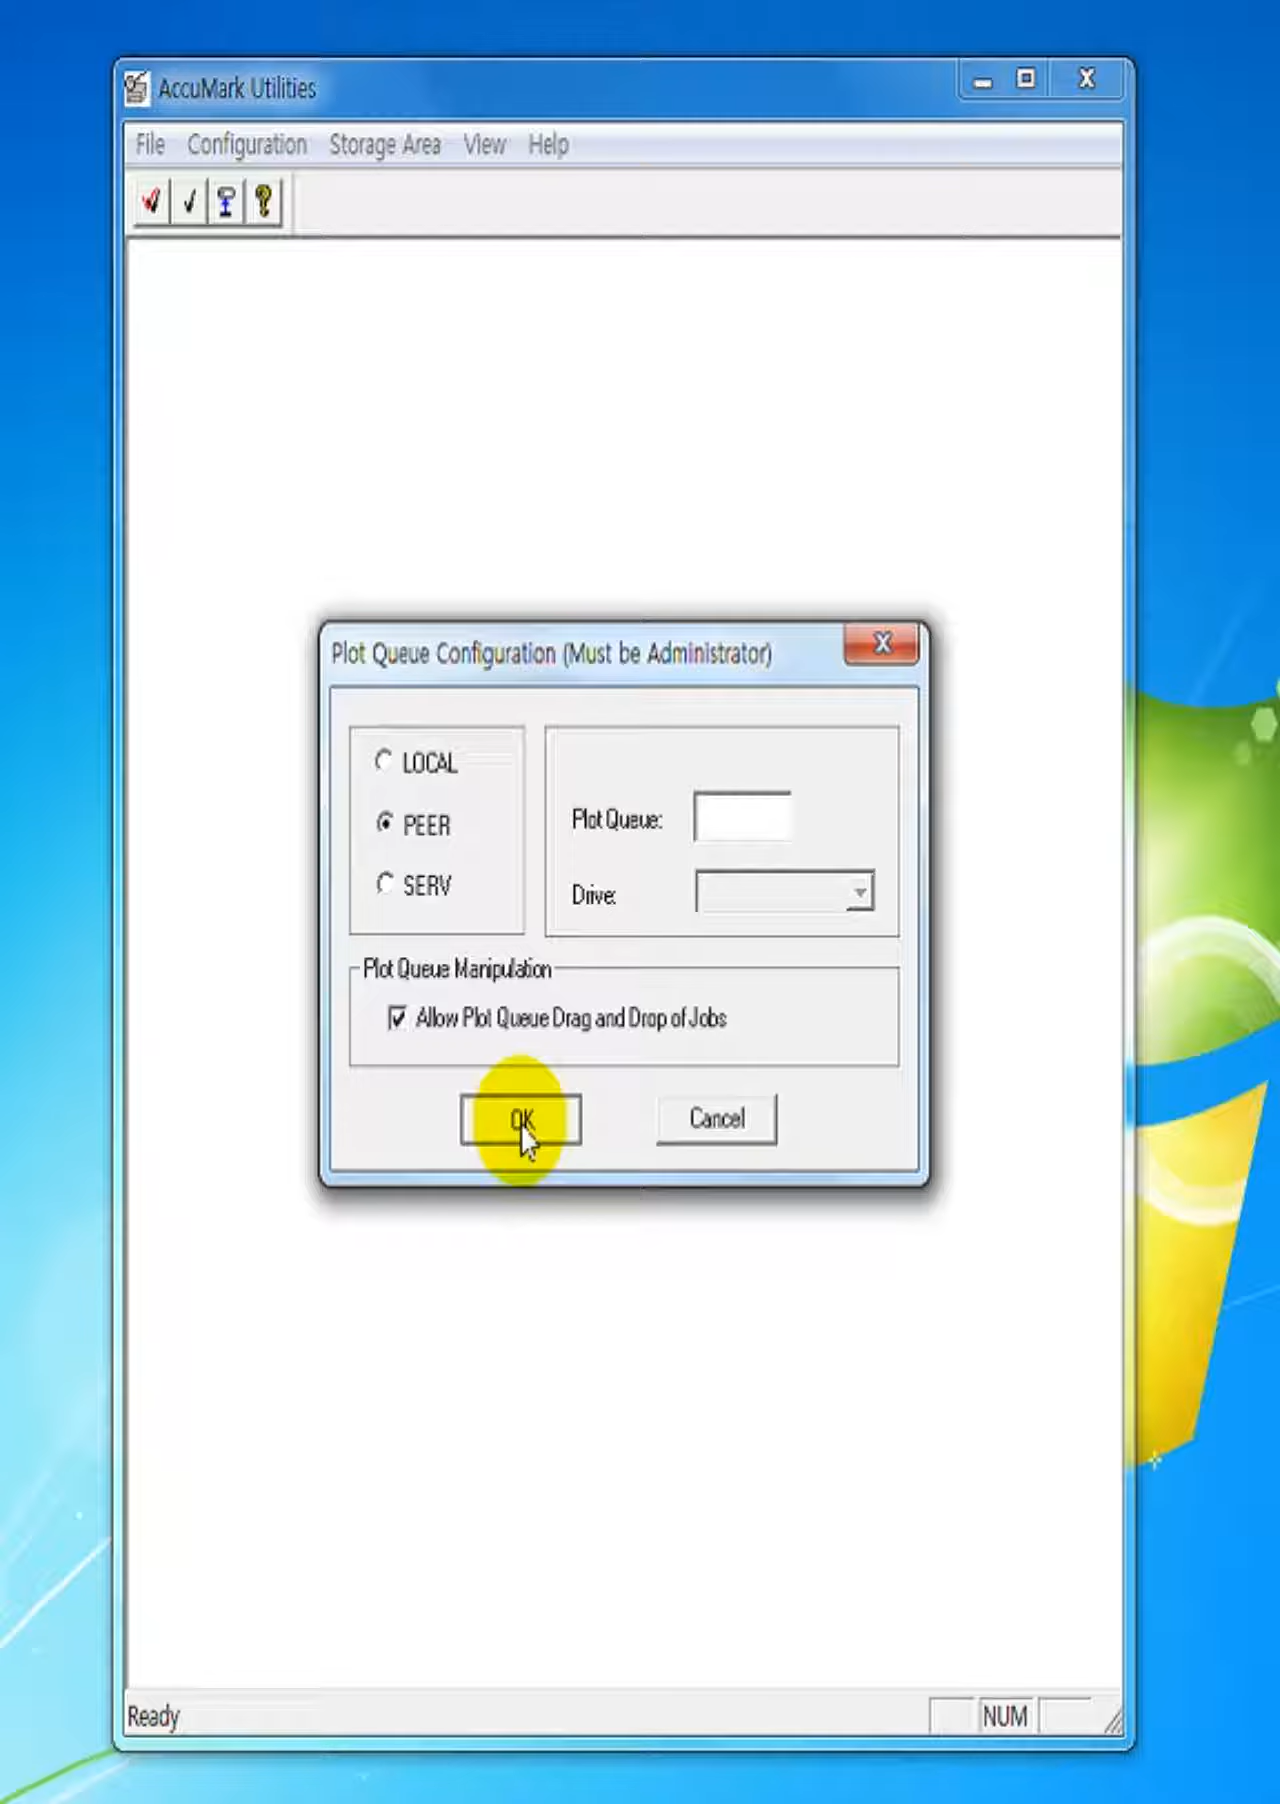 AccuMark Utilities
File Configuration Storage Area View Help
Plot Queue Configuration (Must be Administrator)
LOCAL
PEER
SERV
Plot Queue:
Drive:
Plot Queue Manipulation
Allow Plot Queue Drag and Drop of Jobs
OK Cancel
Ready NUM